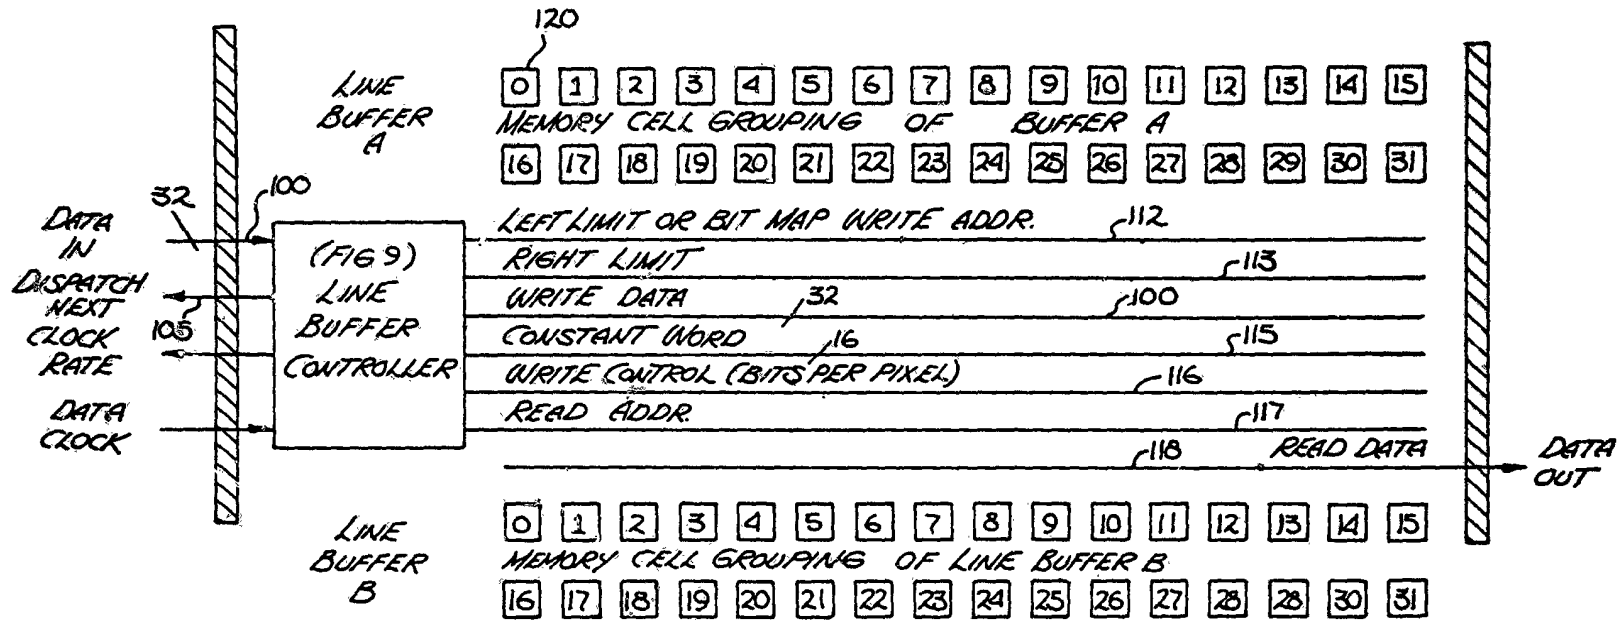 120
LINE BUFFER A
0 1 2 3 4 5 6 7 8 9 10 11 12 13 14 15
MEMORY CELL GROUPING OF BUFFER A
16 17 18 19 20 21 22 23 24 25 26 27 28 29 30 31
DATA IN
32
100
DISPATCH NEXT
105
CLOCK RATE
DATA CLOCK
(FIG 9)
LINE
BUFFER
CONTROLLER
LEFT LIMIT OR BIT MAP WRITE ADDR.
112
RIGHT LIMIT
113
WRITE DATA
32
100
CONSTANT WORD
16
115
WRITE CONTROL (BITS PER PIXEL)
116
READ ADDR.
117
118
READ DATA
DATA OUT
LINE BUFFER B
0 1 2 3 4 5 6 7 8 9 10 11 12 13 14 15
MEMORY CELL GROUPING OF LINE BUFFER B
16 17 18 19 20 21 22 23 24 25 26 27 28 28 30 31